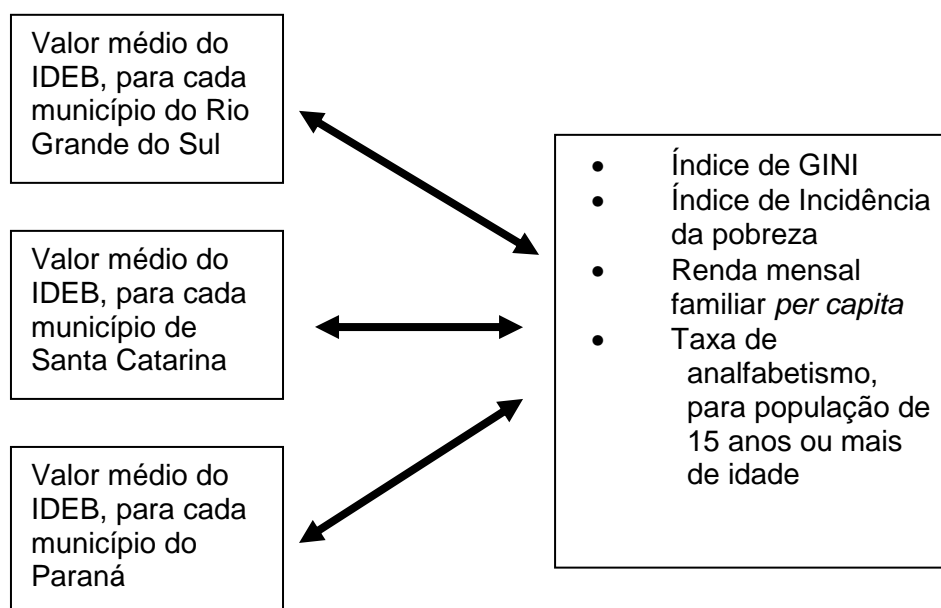 Valor médio do
IDEB, para cada
município do Rio
Grande do Sul
Valor médio do
IDEB, para cada
município de
Santa Catarina
Valor médio do
IDEB, para cada
município do
Paraná
• Índice de GINI
• Índice de Incidência
da pobreza
• Renda mensal
familiar per capita
• Taxa de
analfabetismo,
para população de
15 anos ou mais
de idade